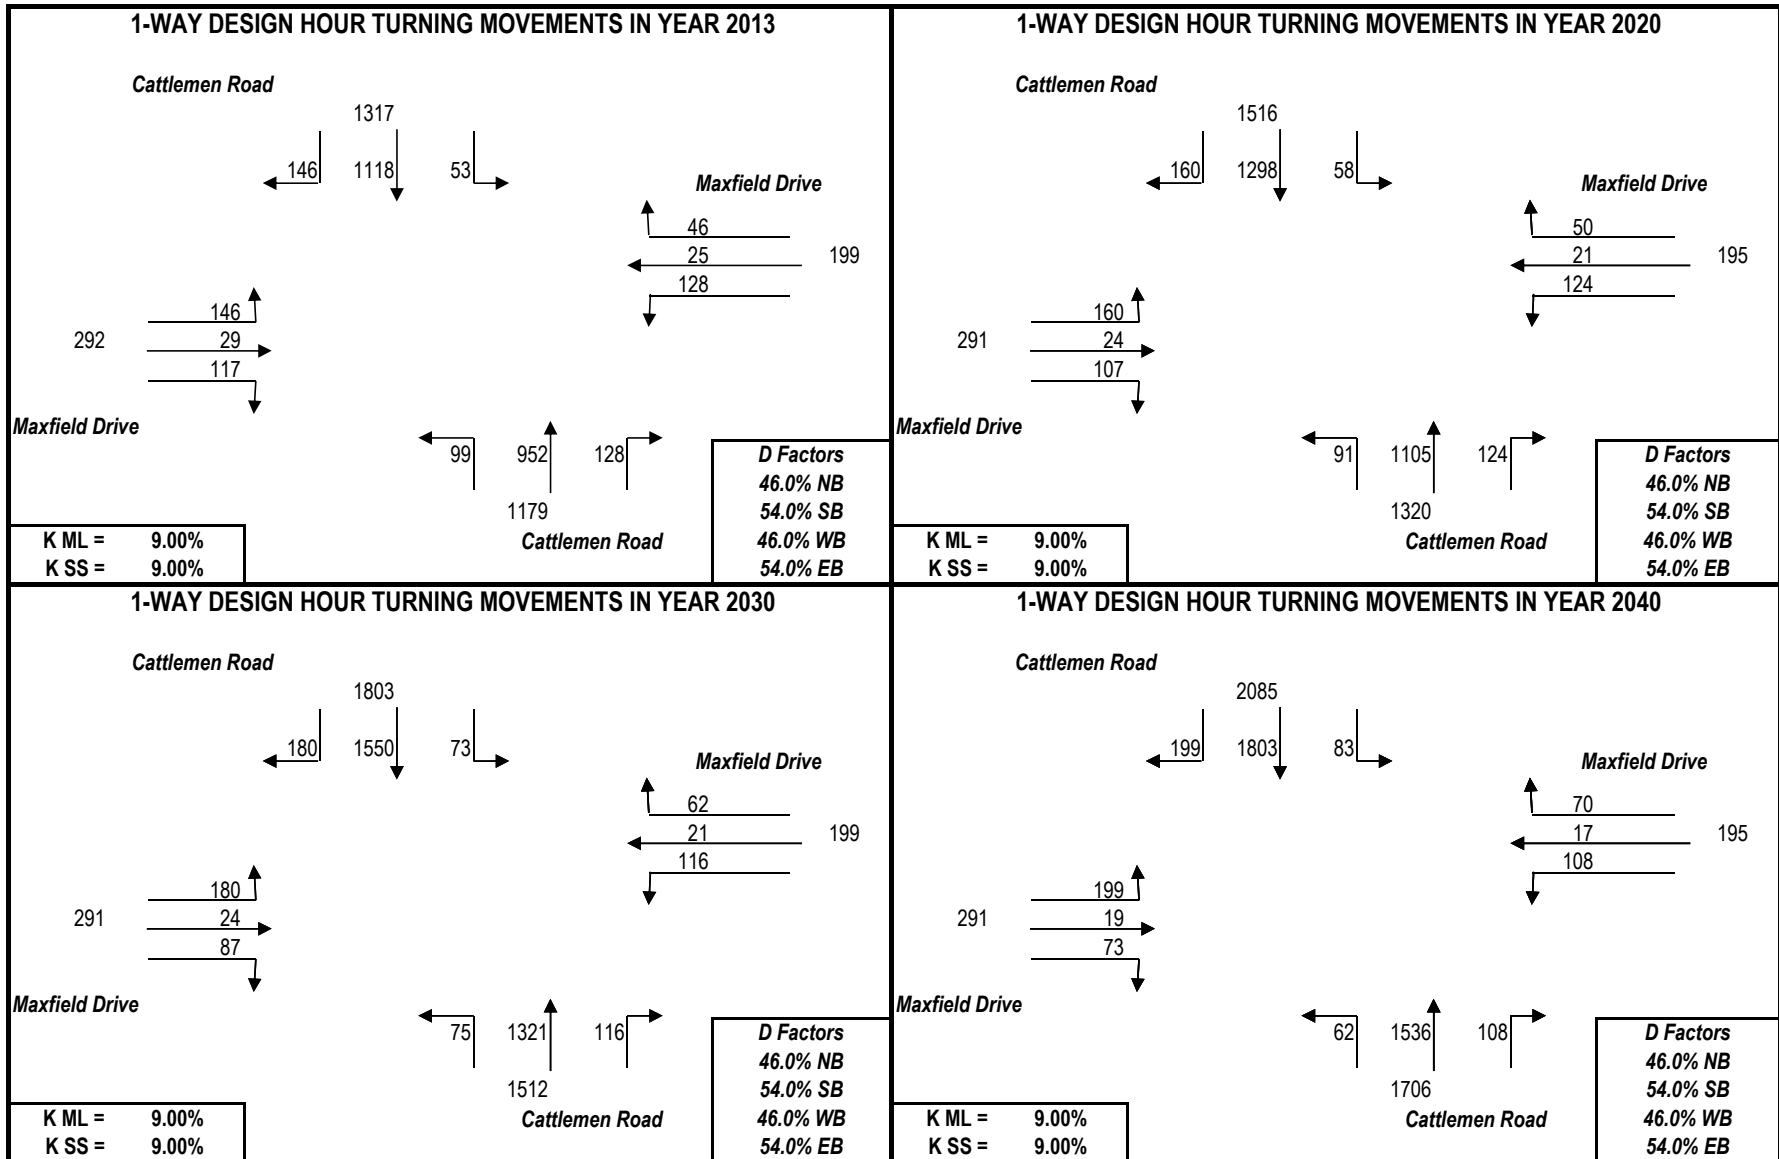 1-WAY DESIGN HOUR TURNING MOVEMENTS IN YEAR 2013
Cattlemen Road
1317
146 1118 53
Maxfield Drive
46
25 199
128
146
292 29
117
Maxfield Drive
99 952 128
1179
Cattlemen Road
D Factors
46.0% NB
54.0% SB
46.0% WB
54.0% EB
K ML = 9.00%
K SS = 9.00%
1-WAY DESIGN HOUR TURNING MOVEMENTS IN YEAR 2020
Cattlemen Road
1516
160 1298 58
Maxfield Drive
50
21 195
124
160
291 24
107
Maxfield Drive
91 1105 124
1320
Cattlemen Road
D Factors
46.0% NB
54.0% SB
46.0% WB
54.0% EB
K ML = 9.00%
K SS = 9.00%
1-WAY DESIGN HOUR TURNING MOVEMENTS IN YEAR 2030
Cattlemen Road
1803
180 1550 73
Maxfield Drive
62
21 199
116
180
291 24
87
Maxfield Drive
75 1321 116
1512
Cattlemen Road
D Factors
46.0% NB
54.0% SB
46.0% WB
54.0% EB
K ML = 9.00%
K SS = 9.00%
1-WAY DESIGN HOUR TURNING MOVEMENTS IN YEAR 2040
Cattlemen Road
2085
199 1803 83
Maxfield Drive
70
17 195
108
199
291 19
73
Maxfield Drive
62 1536 108
1706
Cattlemen Road
D Factors
46.0% NB
54.0% SB
46.0% WB
54.0% EB
K ML = 9.00%
K SS = 9.00%